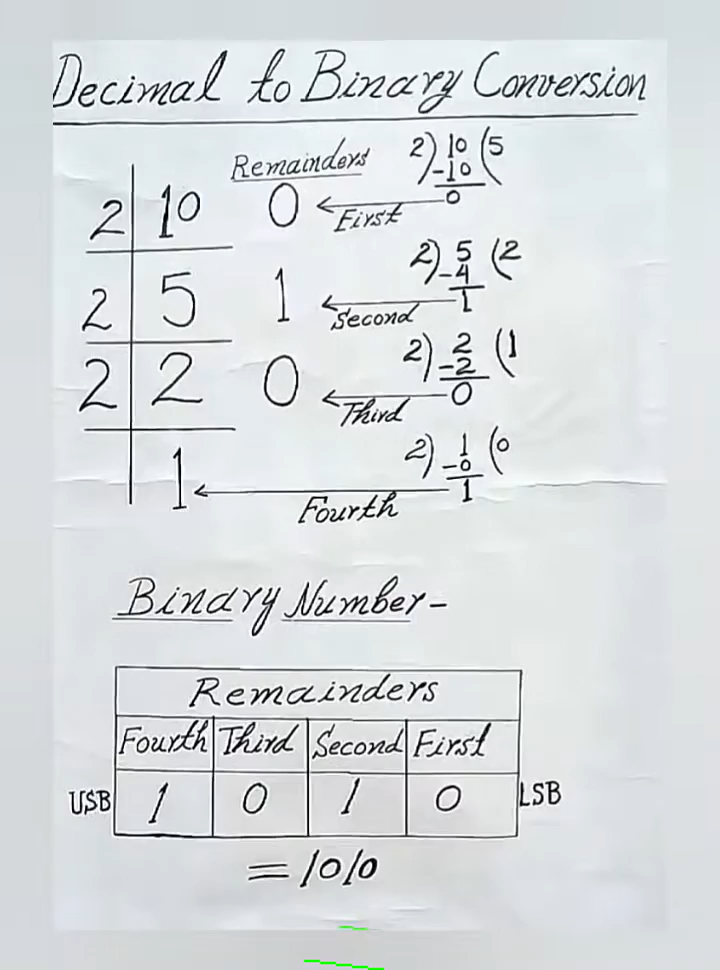 Decimal to Binary Conversion
Remainders
2) 10 (5
-10
0
2 10 0 First
2) 5 (2
-4
1
2 5 1 Second
2) 2 (1
-2
0
2 2 0 Third
2) 1 (0
-0
1
1 Fourth
Binary Number-
Remainders
Fourth Third Second First
USB 1 0 1 0 LSB
=1010